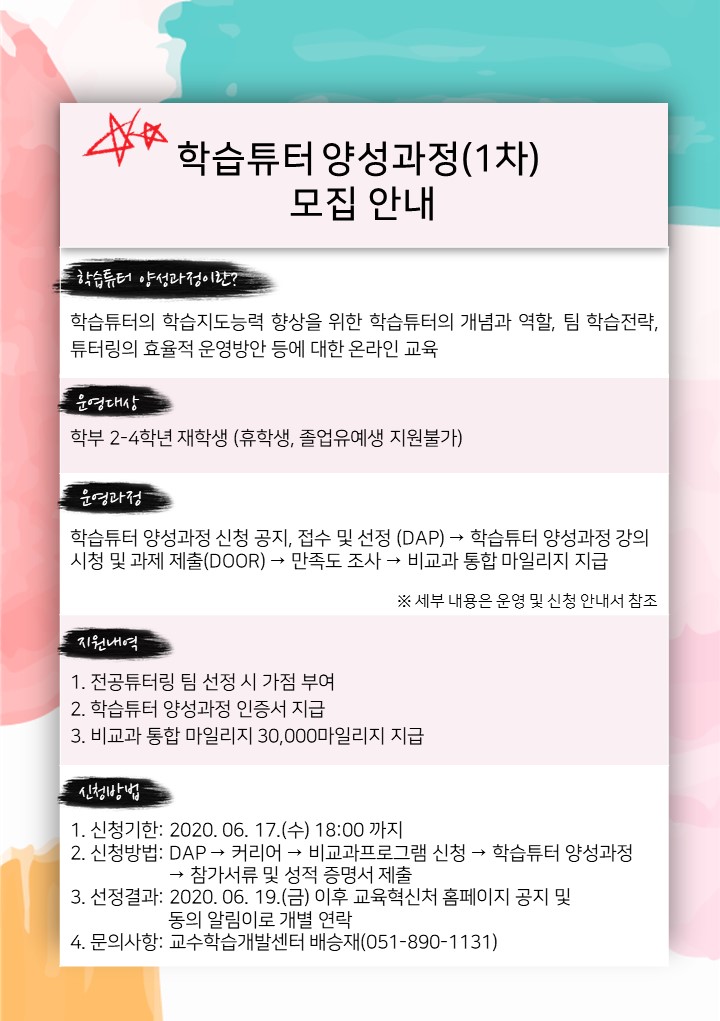 학습튜터 양성과정(1차)
모집 안내
학습튜터 양성과정이란?
학습튜터의 학습지도능력 향상을 위한 학습튜터의 개념과 역할, 팀 학습전략,
튜터링의 효율적 운영방안 등에 대한 온라인 교육
운영대상
학부 2-4학년 재학생 (휴학생, 졸업유예생 지원불가)
운영과정
학습튜터 양성과정 신청 공지, 접수 및 선정 (DAP) → 학습튜터 양성과정 강의
시청 및 과제 제출(DOOR) → 만족도 조사 → 비교과 통합 마일리지 지급
※ 세부 내용은 운영 및 신청 안내서 참조
지원내역
1. 전공튜터링 팀 선정 시 가점 부여
2. 학습튜터 양성과정 인증서 지급
3. 비교과 통합 마일리지 30,000마일리지 지급
신청방법
1. 신청기한: 2020. 06. 17.(수) 18:00 까지
2. 신청방법: DAP → 커리어 → 비교과프로그램 신청 → 학습튜터 양성과정
→ 참가서류 및 성적 증명서 제출
3. 선정결과: 2020. 06. 19.(금) 이후 교육혁신처 홈페이지 공지 및
동의 알림이로 개별 연락
4. 문의사항: 교수학습개발센터 배승재(051-890-1131)